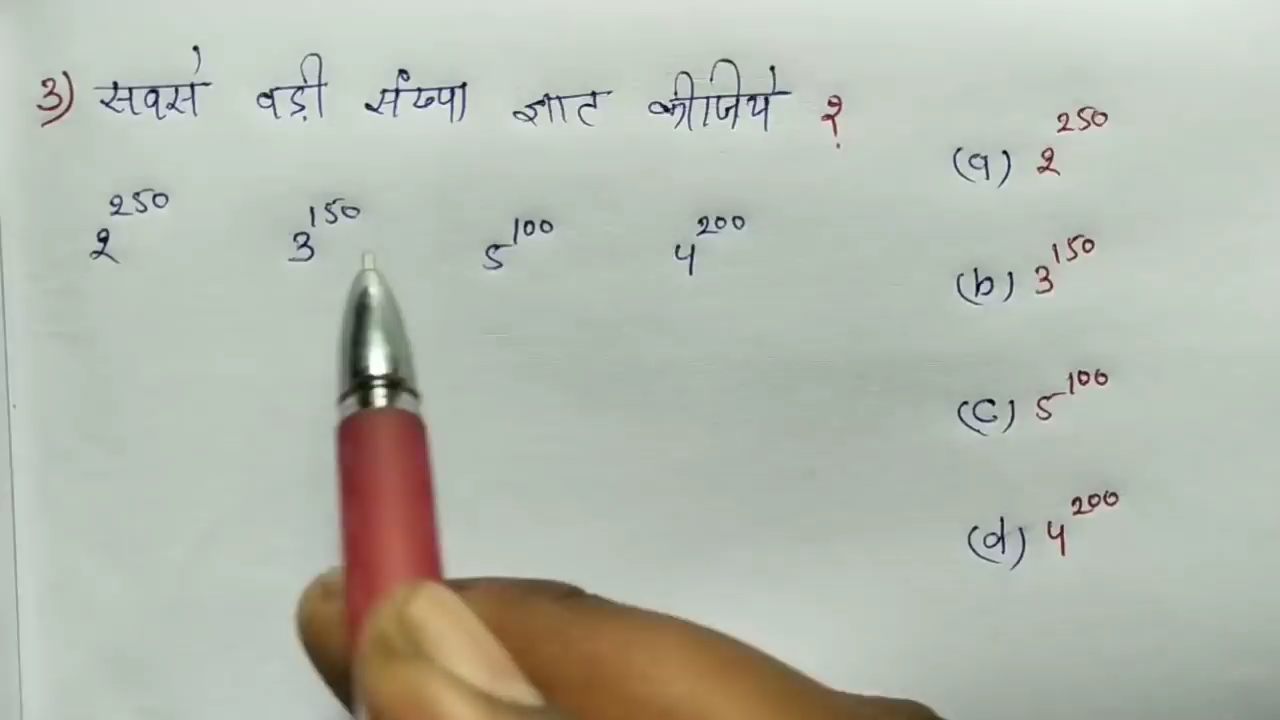 3) सबसे बड़ी संख्या ज्ञात कीजिये ?
2^250 3^150 5^100 4^200
(a) 2^250
(b) 3^150
(c) 5^100
(d) 4^200